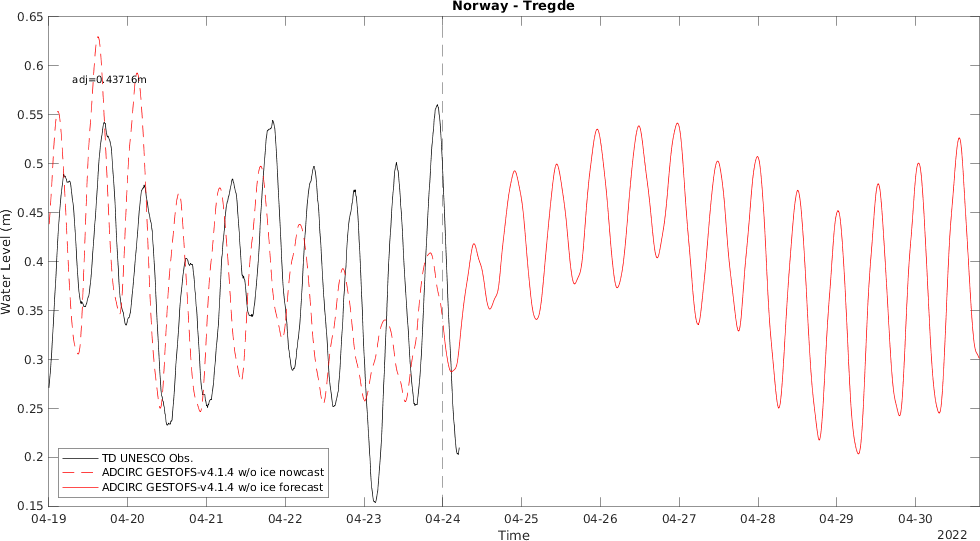 Norway - Tregde
0.65
0.6
0.55
0.5
0.45
0.4
0.35
0.3
0.25
0.2
0.15
Water Level (m)
adj=0.43716m
TD UNESCO Obs.
ADCIRC GESTOFS-v4.1.4 w/o ice nowcast
ADCIRC GESTOFS-v4.1.4 w/o ice forecast
04-19 04-20 04-21 04-22 04-23 04-24 04-25 04-26 04-27 04-28 04-29 04-30
Time
2022